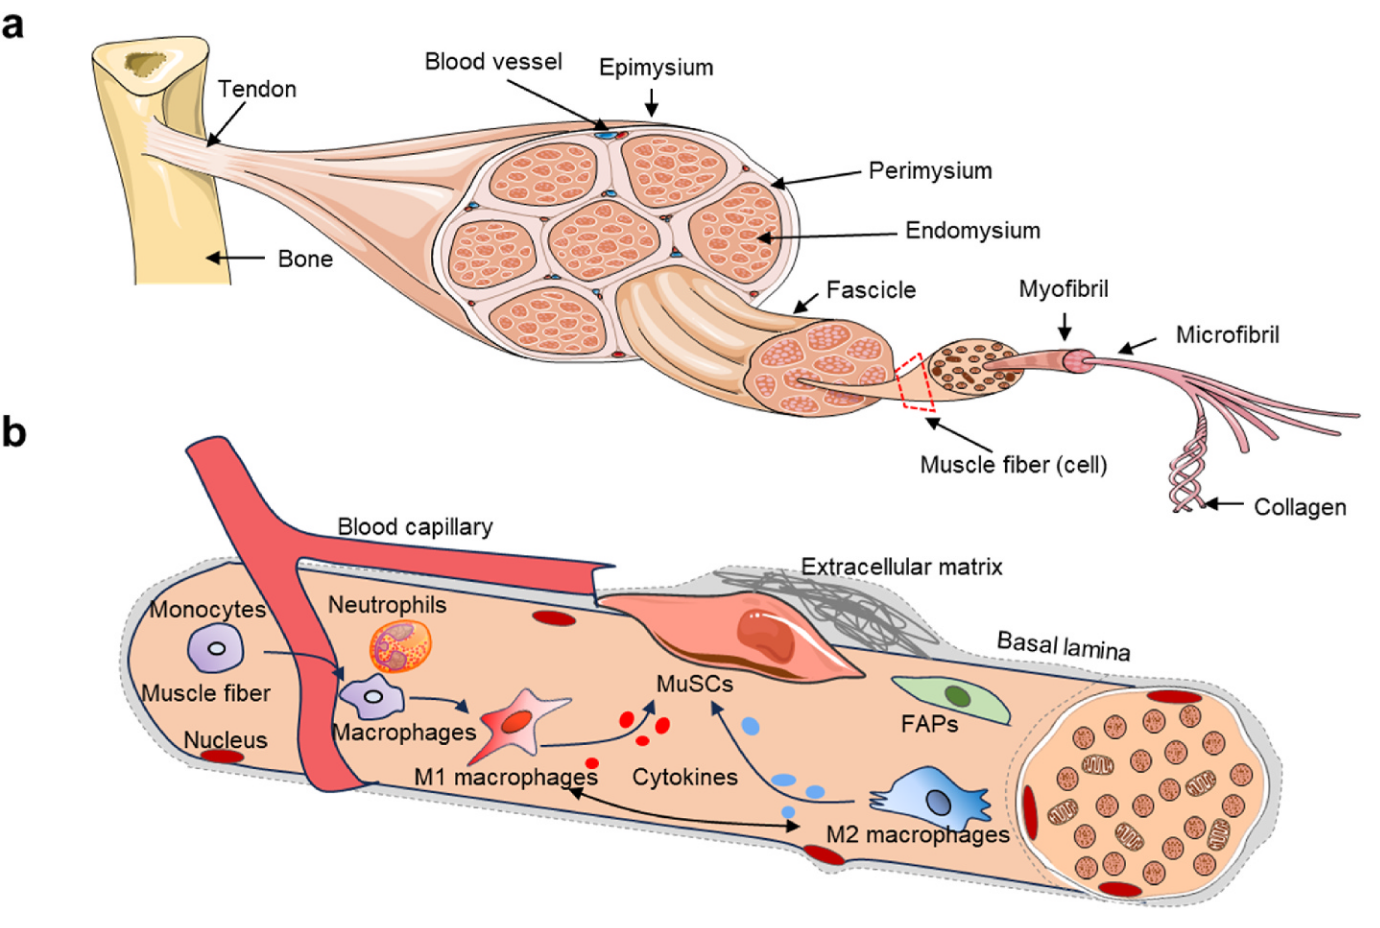 a
Blood vessel
Epimysium
Tendon
Perimysium
Endomysium
Bone
Fascicle
Myofibril
Microfibril
Muscle fiber (cell)
Collagen
b
Blood capillary
Extracellular matrix
Monocytes
Neutrophils
Basal lamina
MuSCs
Muscle fiber
FAPs
Macrophages
Nucleus
M1 macrophages
Cytokines
M2 macrophages